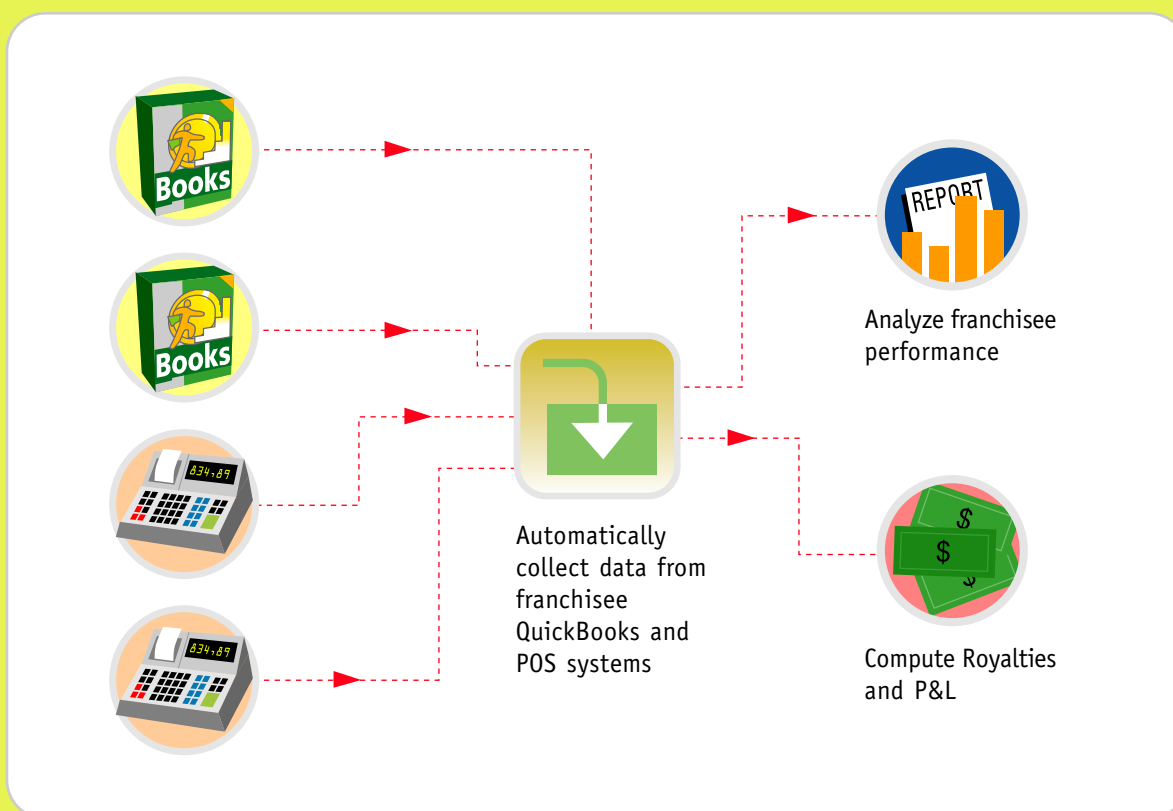 Books
Books
834,89
834,89
REPORT
Analyze franchisee
performance
Automatically
collect data from
franchisee
QuickBooks and
POS systems
$
$
$
Compute Royalties
and P&L